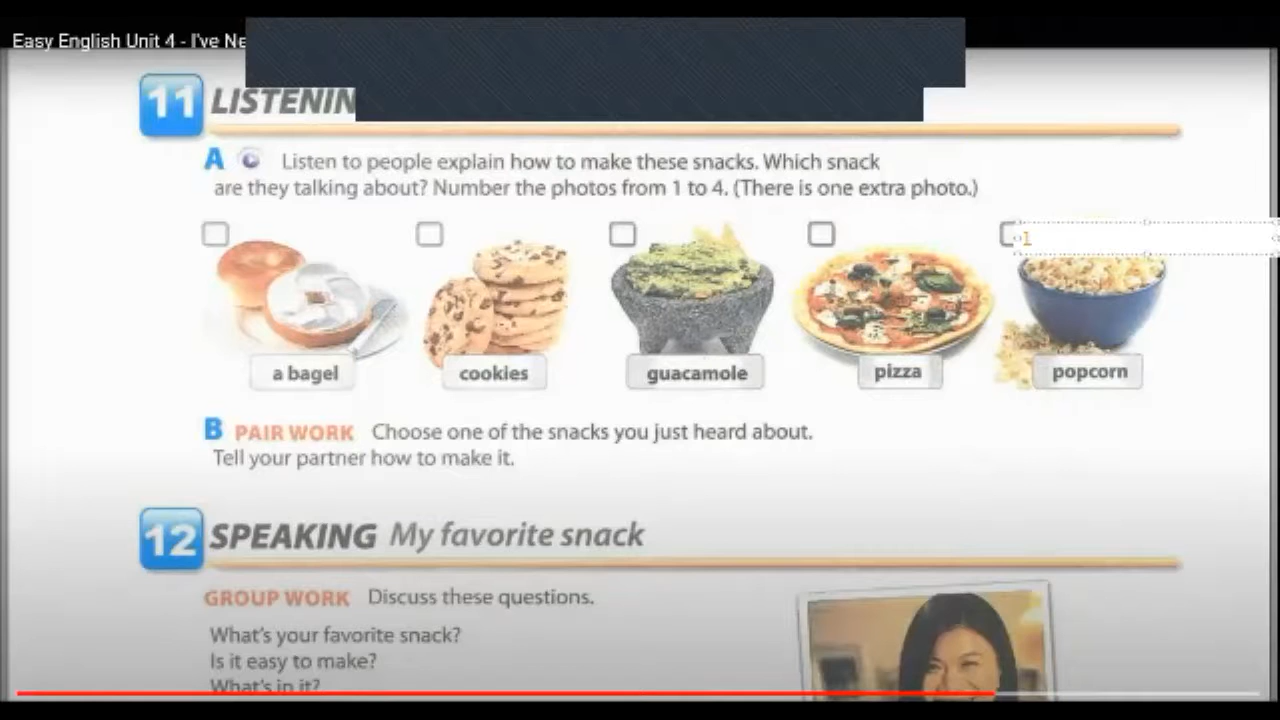 Easy English Unit 4 - I've Ne
11 LISTENIN
A Listen to people explain how to make these snacks. Which snack
are they talking about? Number the photos from 1 to 4. (There is one extra photo.)
1
a bagel
cookies
guacamole
pizza
popcorn
B PAIR WORK Choose one of the snacks you just heard about.
Tell your partner how to make it.
12 SPEAKING My favorite snack
GROUP WORK Discuss these questions.
What's your favorite snack?
Is it easy to make?
What's in it?